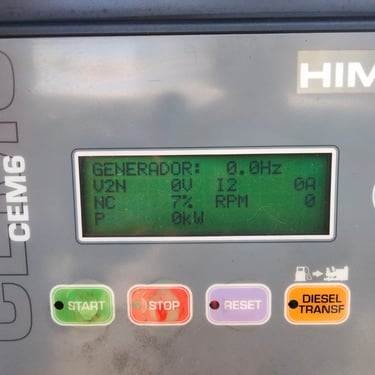 HIM
CEM6
GENERADOR: 0.0Hz
V2N 0V I2 0A
NC 7% RPM 0
P 0kW
START
STOP
RESET
DIESEL
TRANSF